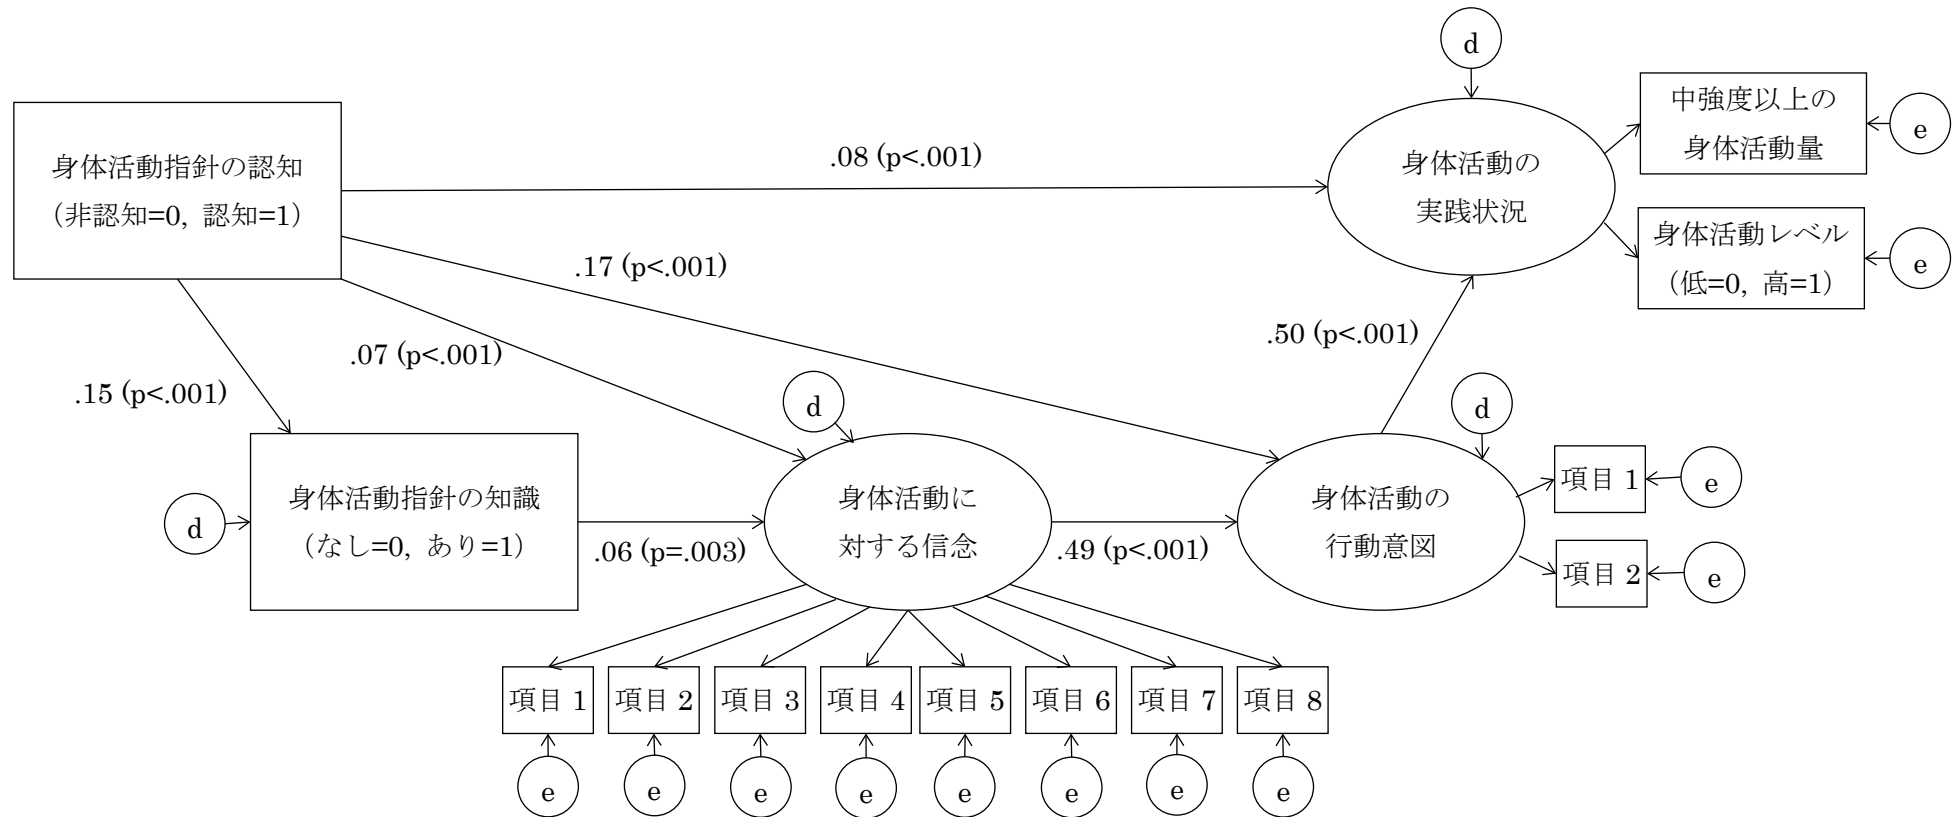 d
中強度以上の
身体活動量
e
身体活動指針の認知
（非認知=0, 認知=1）
.08 (p<.001)
身体活動の
実践状況
身体活動レベル
（低=0, 高=1）
e
.17 (p<.001)
.50 (p<.001)
.07 (p<.001)
.15 (p<.001)
d
d
身体活動指針の知識
（なし=0, あり=1）
d
.06 (p=.003)
身体活動に
対する信念
.49 (p<.001)
身体活動の
行動意図
項目 1
e
項目 2
e
項目 1
項目 2
項目 3
項目 4
項目 5
項目 6
項目 7
項目 8
e
e
e
e
e
e
e
e